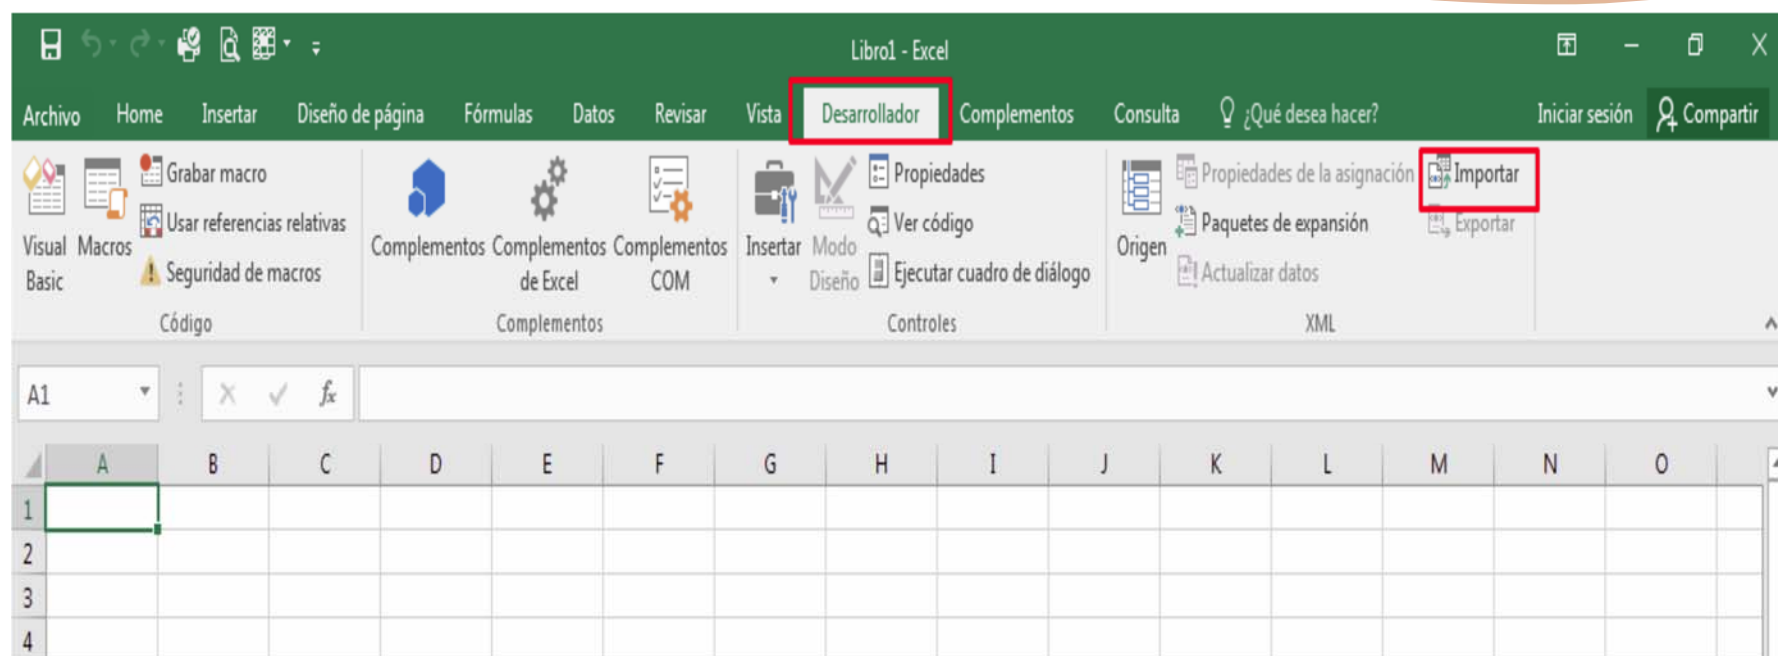 Libro1 - Excel
Archivo Home Insertar Diseño de página Fórmulas Datos Revisar Vista Desarrollador Complementos Consulta ¿Qué desea hacer? Iniciar sesión Compartir
Visual Basic
Macros
Grabar macro
Usar referencias relativas
Seguridad de macros
Código
Complementos
Complementos de Excel
Complementos COM
Complementos
Insertar
Modo Diseño
Propiedades
Ver código
Ejecutar cuadro de diálogo
Controles
Origen
Propiedades de la asignación
Paquetes de expansión
Actualizar datos
Importar
Exportar
XML
A1 fx
A B C D E F G H I J K L M N O
1
2
3
4